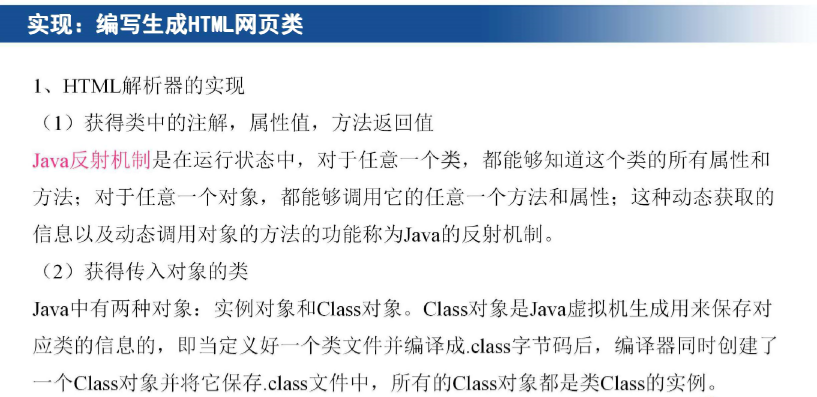 实现：编写生成HTML网页类
1、HTML解析器的实现
（1）获得类中的注解，属性值，方法返回值
Java反射机制是在运行状态中，对于任意一个类，都能够知道这个类的所有属性和
方法；对于任意一个对象，都能够调用它的任意一个方法和属性；这种动态获取的
信息以及动态调用对象的方法的功能称为Java的反射机制。
（2）获得传入对象的类
Java中有两种对象：实例对象和Class对象。Class对象是Java虚拟机生成用来保存对
应类的信息的，即当定义好一个类文件并编译成.class字节码后，编译器同时创建了
一个Class对象并将它保存.class文件中，所有的Class对象都是类Class的实例。